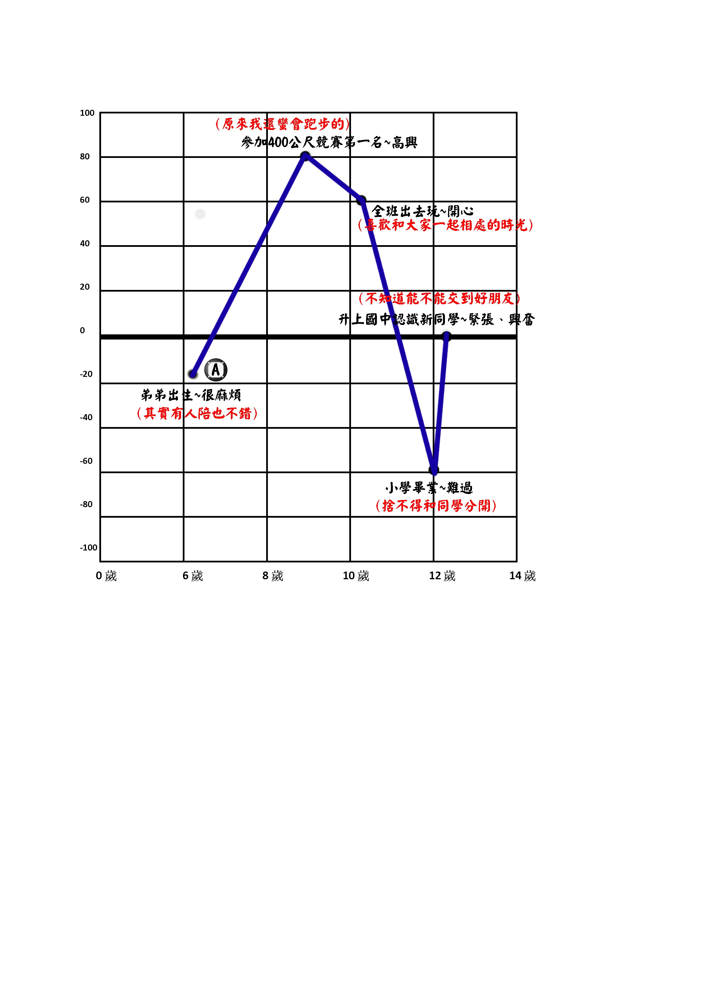 100
(原來我還蠻會跑步的)
參加400公尺競賽第一名~高興
80
60
全班出去玩~開心
(喜歡和大家一起相處的時光)
40
20
(不知道能不能交到好朋友)
升上國中認識新同學~緊張、興奮
0
A
-20
弟弟出生~很麻煩
(其實有人陪也不錯)
-40
-60
小學畢業~難過
(捨不得和同學分開)
-80
-100
0 歲 6 歲 8 歲 10 歲 12 歲 14 歲